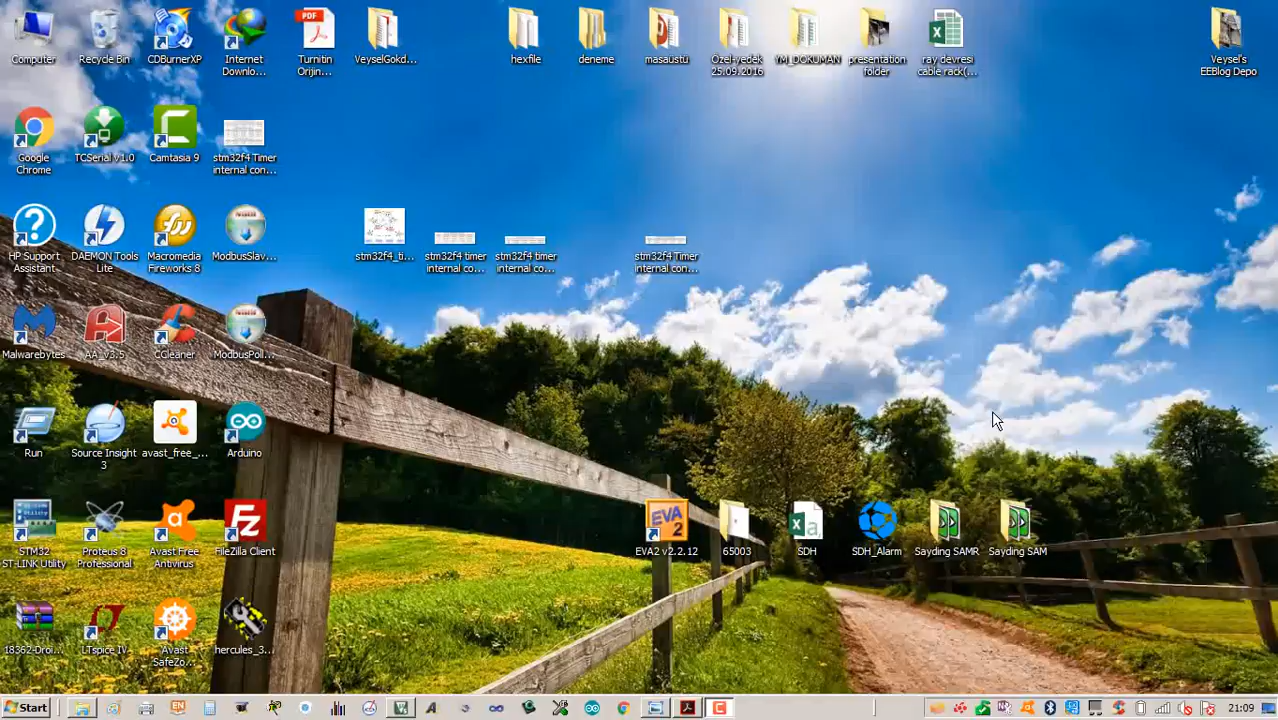 Computer
Recycle Bin
CDBurnerXP
Internet
Downlo...
PDF
Turnitin
Orijin...
VeyselGokd...
hexfile
deneme
masaüstü
Özel-yedek
25.09.2016
YM_DOKUMAN
presentation
folder
ray devresi
cable rack(...
Veysel's
EEBlog Depo
Google
Chrome
TCSerial v1.0
Camtasia 9
stm32f4 Timer
internal con...
HP Support
Assistant
DAEMON Tools
Lite
Macromedia
Fireworks 8
ModbusSlav...
stm32f4_ti...
stm32f4 timer
internal co...
stm32f4 timer
internal co...
stm32f4 Timer
internal con...
Malwarebytes
AA_v3.5
CCleaner
ModbusPoll...
Run
Source Insight
3
avast_free_...
Arduino
STM32
ST-LINK Utility
Proteus 8
Professional
Avast Free
Antivirus
FileZilla Client
EVA
2
EVA2 v2.2.12
65003
SDH
SDH_Alarm
Sayding SAMR
Sayding SAM
18362-Droi...
LTspice IV
Avast
SafeZo...
hercules_3...
Start
EN
21:09